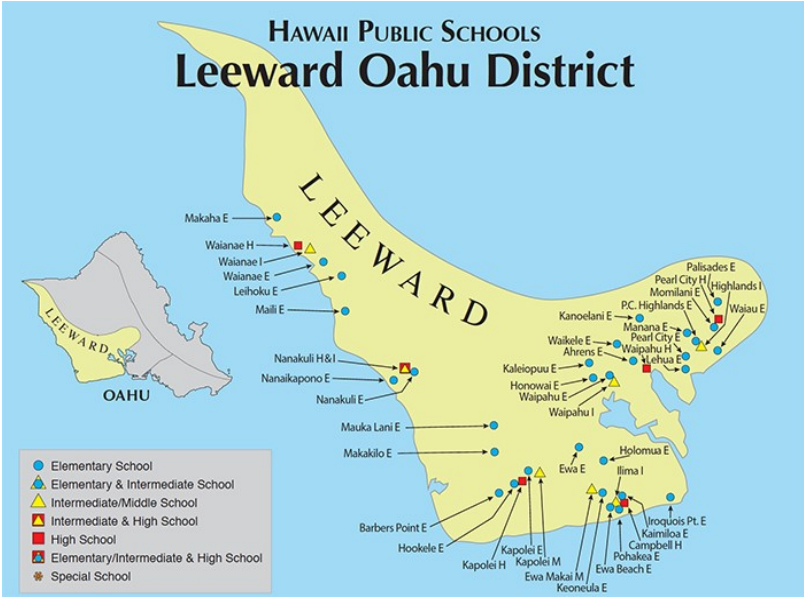 HAWAII PUBLIC SCHOOLS
Leeward Oahu District
LEEWARD
Makaha E
Waianae H
Waianae I
Waianae E
Leihoku E
Maili E
Nanakuli H&I
Nanaikapono E
Nanakuli E
Mauka Lani E
Makakilo E
Barbers Point E
Hookele E
Kapolei H
Kapolei E
Kapolei M
Ewa Makai M
Keoneula E
Ewa Beach E
Pohakea E
Campbell H
Kaimiloa E
Iroquois Pt. E
Ilima I
Holomua E
Ewa E
Palisades E
Pearl City H
Highlands I
Momilani E
P.C. Highlands E
Waiau E
Kanoelani E
Manana E
Pearl City E
Waikele E
Waipahu H
Ahrens E
Lehua E
Kaleiopuu E
Honowai E
Waipahu E
Waipahu I
LEEWARD
OAHU
Elementary School
Elementary & Intermediate School
Intermediate/Middle School
Intermediate & High School
High School
Elementary/Intermediate & High School
Special School